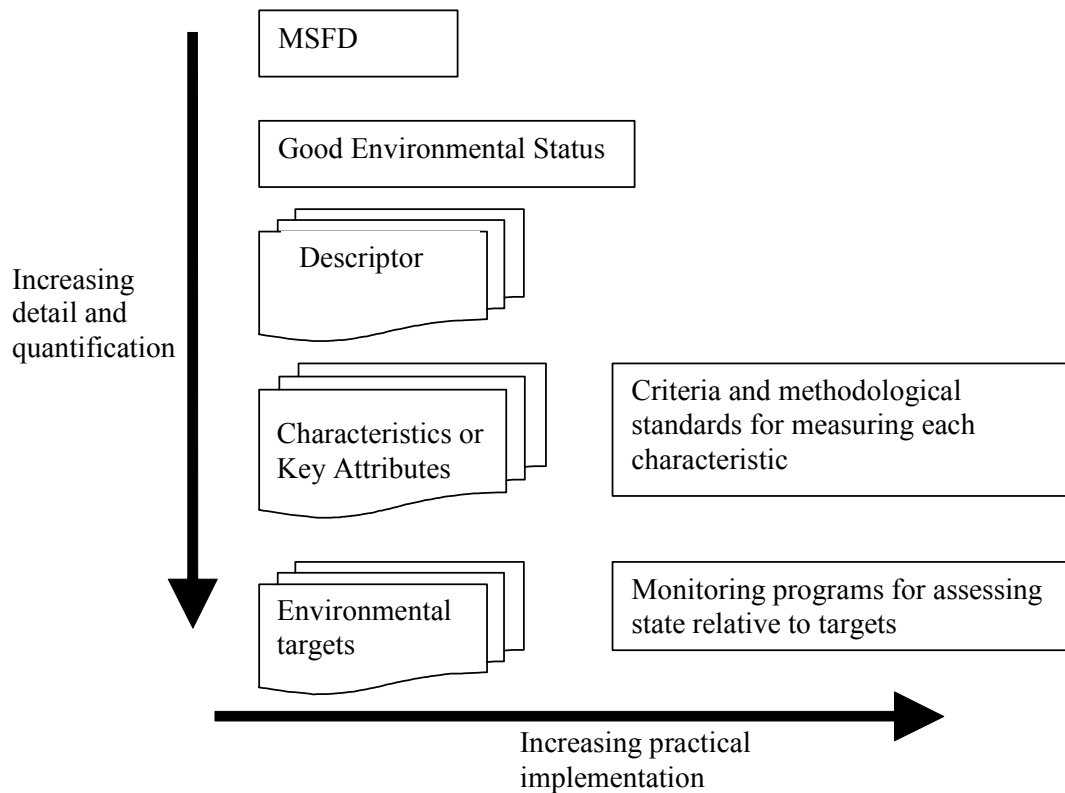 MSFD
Good Environmental Status
Descriptor
Increasing
detail and
quantification
Characteristics or
Key Attributes
Criteria and methodological
standards for measuring each
characteristic
Environmental
targets
Monitoring programs for assessing
state relative to targets
Increasing practical
implementation